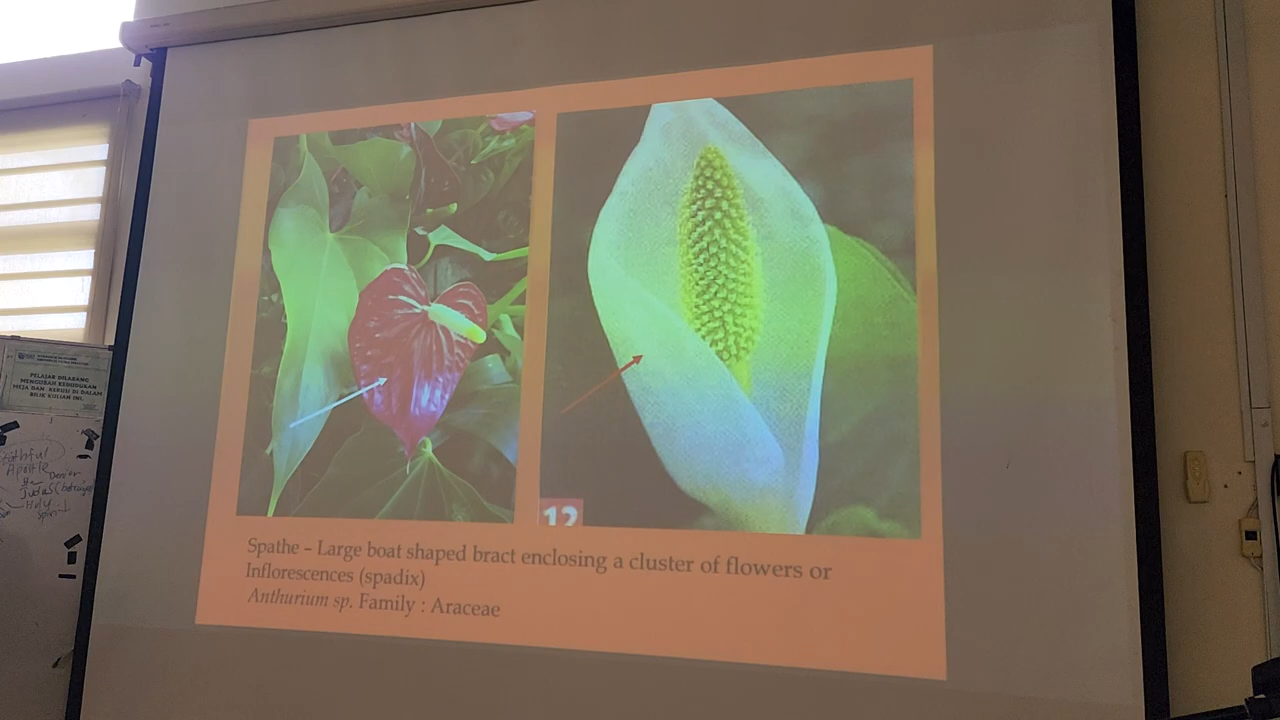 12
Spathe – Large boat shaped bract enclosing a cluster of flowers or
Inflorescences (spadix)
Anthurium sp. Family : Araceae
PELAJAR DILARANG
MENGUBAH KEDUDUKAN
MEJA DAN KERUSI DI DALAM
BILIK KULIAH INI.
Apostle
Judas
Holy